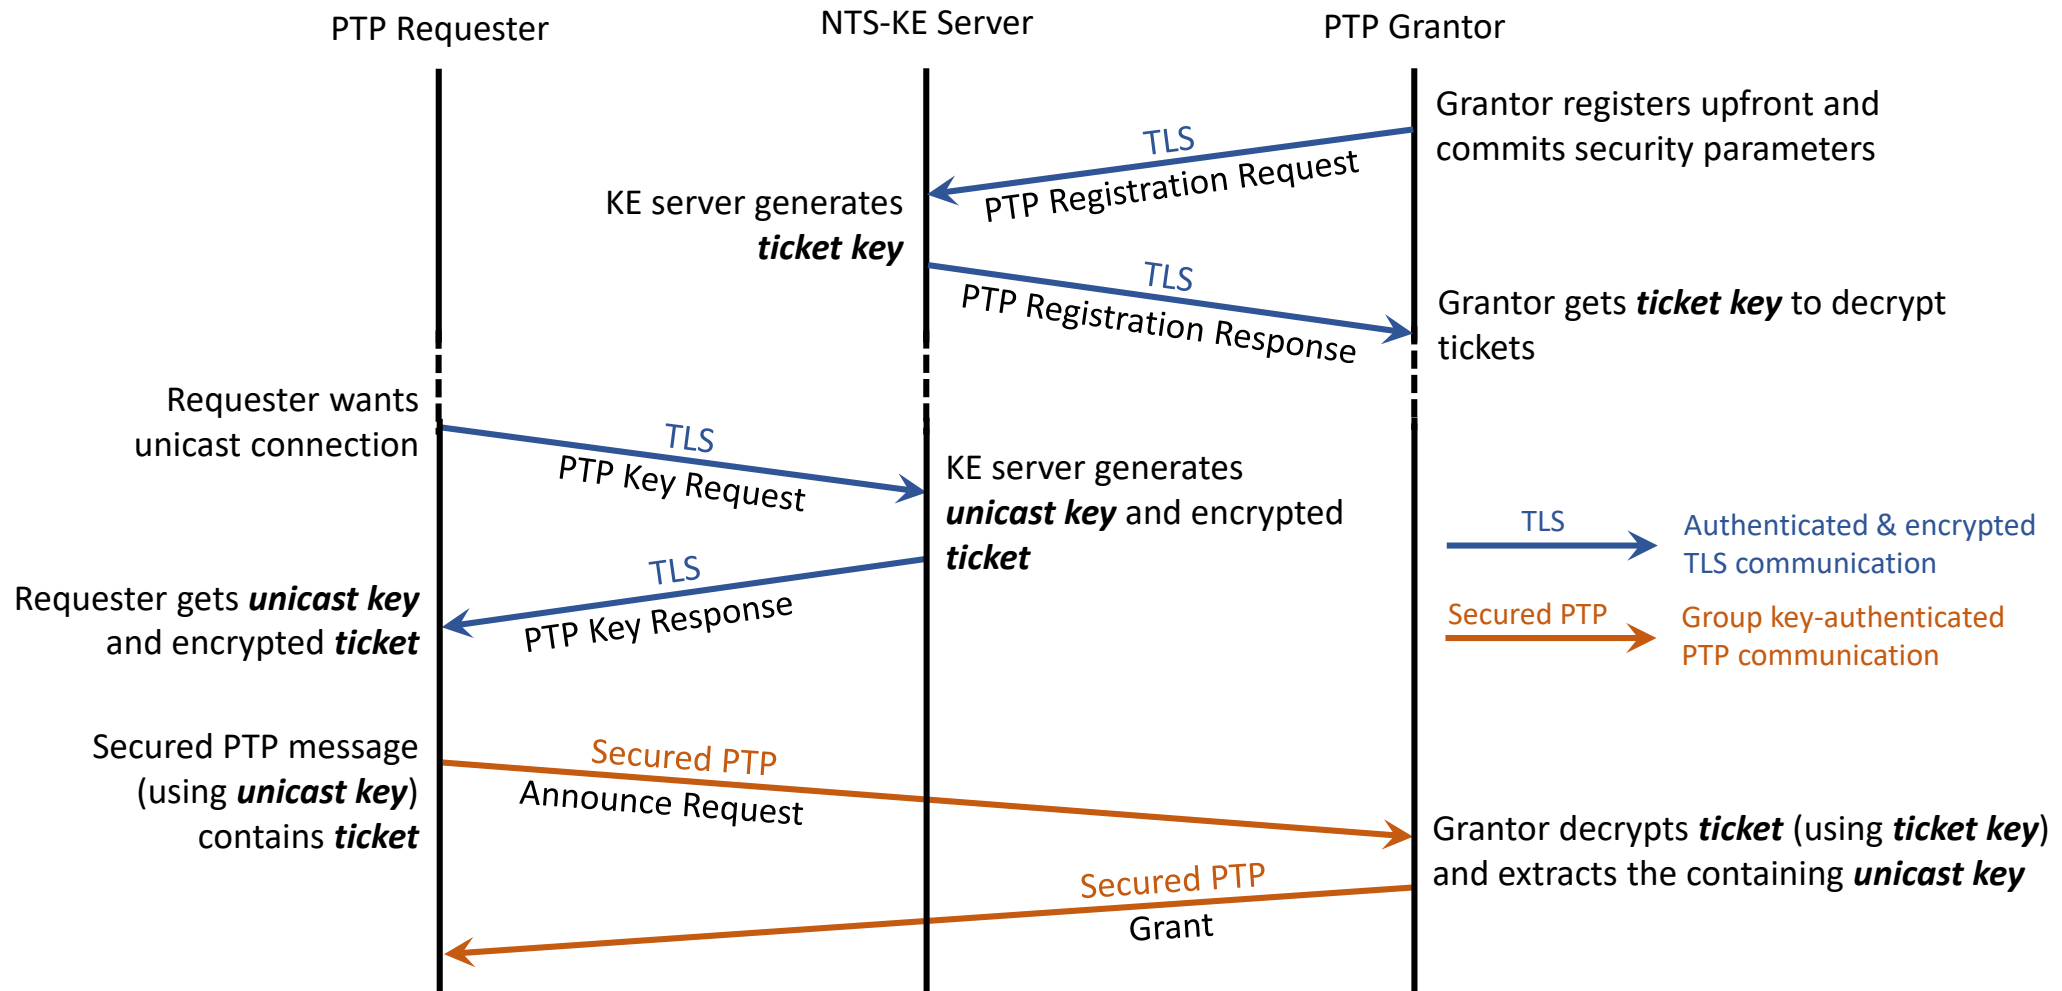 PTP Requester
NTS-KE Server
PTP Grantor
Grantor registers upfront and
commits security parameters
TLS
PTP Registration Request
KE server generates
ticket key
TLS
PTP Registration Response
Grantor gets ticket key to decrypt
tickets
Requester wants
unicast connection
TLS
PTP Key Request
KE server generates
unicast key and encrypted
ticket
TLS
Authenticated & encrypted
TLS communication
TLS
PTP Key Response
Requester gets unicast key
and encrypted ticket
Secured PTP
Group key-authenticated
PTP communication
Secured PTP message
(using unicast key)
contains ticket
Secured PTP
Announce Request
Grantor decrypts ticket (using ticket key)
and extracts the containing unicast key
Secured PTP
Grant